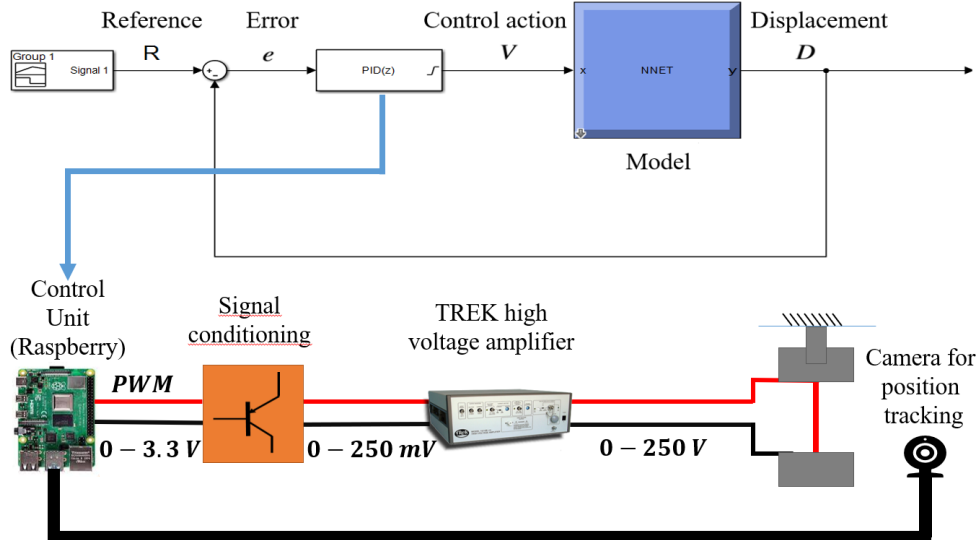 Reference
Error
Control action
Displacement
Group 1
Signal 1
R
+
-
e
PID(z)
V
x
NNET
y
D
Model
Control
Unit
(Raspberry)
Signal
conditioning
TREK high
voltage amplifier
Camera for
position
tracking
PWM
0 – 3.3 V
0 – 250 mV
0 – 250 V